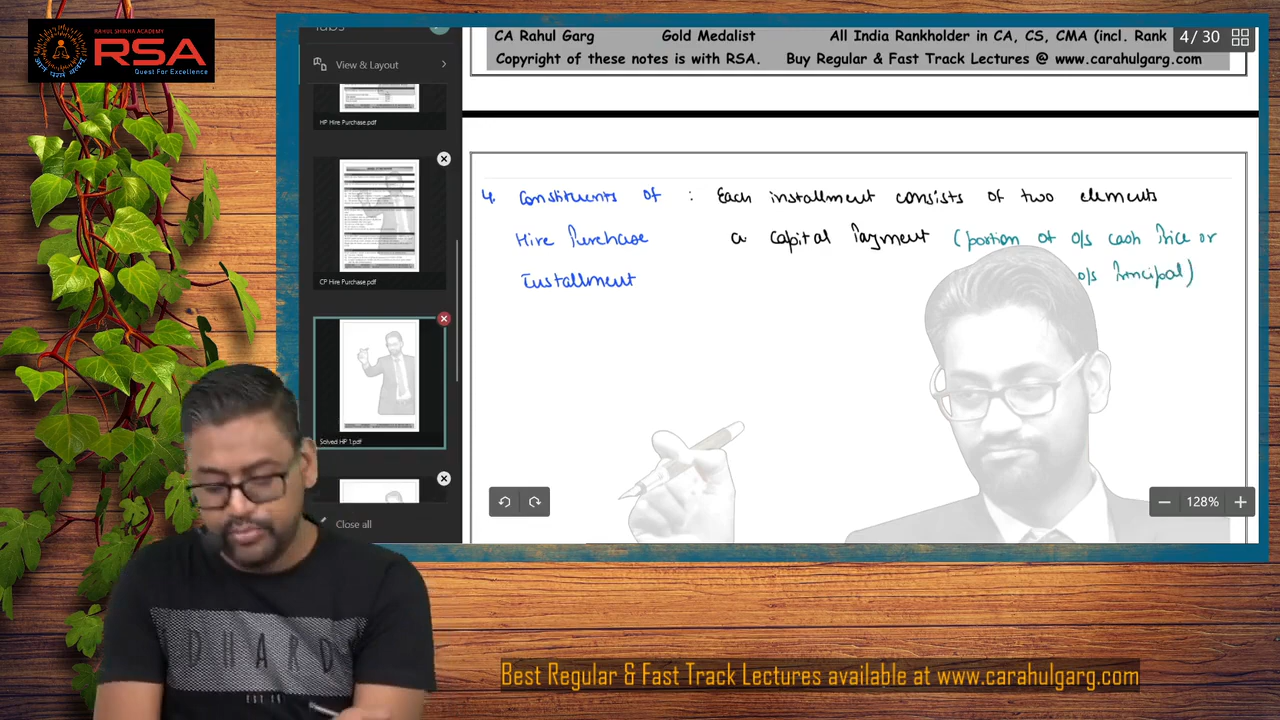 RAHUL SHIKHA ACADEMY
RSA
Quest For Excellence
View & Layout
HP Hire Purchase.pdf
CP Hire Purchase.pdf
Solved HP 1.pdf
Close all
CA Rahul Garg Gold Medalist All India Rankholder in CA, CS, CMA (incl. Rank
4 / 30
Copyright of these notes is with RSA. Buy Regular & Fast Track Lectures @ www.carahulgarg.com
4. Constituents of : Each installment consists of two elements
Hire Purchase a capital Payment (portion of o/s cash Price or
Installment o/s Principal)
128%
DHARD
Best Regular & Fast Track Lectures available at www.carahulgarg.com